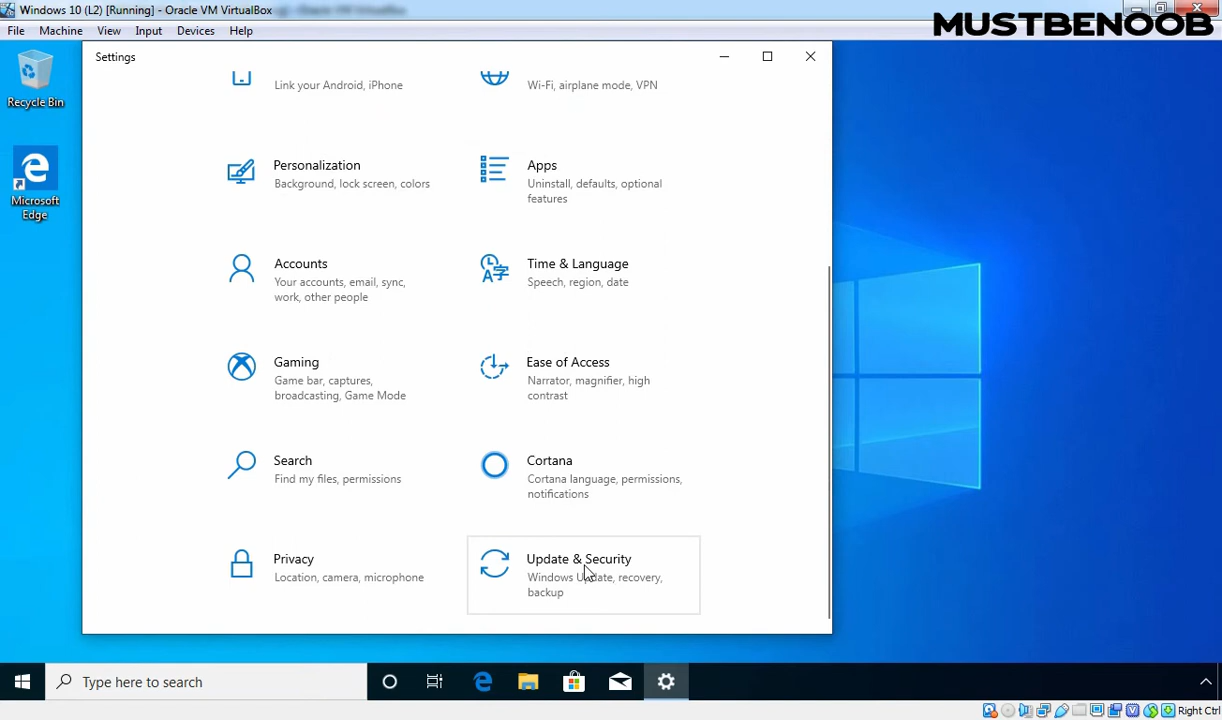 Windows 10 (L2) [Running] - Oracle VM VirtualBox
MUSTBENOOB
File Machine View Input Devices Help
Recycle Bin
Microsoft
Edge
Settings
Link your Android, iPhone
Wi-Fi, airplane mode, VPN
Personalization
Background, lock screen, colors
Apps
Uninstall, defaults, optional
features
Accounts
Your accounts, email, sync,
work, other people
Time & Language
Speech, region, date
Gaming
Game bar, captures,
broadcasting, Game Mode
Ease of Access
Narrator, magnifier, high
contrast
Search
Find my files, permissions
Cortana
Cortana language, permissions,
notifications
Privacy
Location, camera, microphone
Update & Security
Windows Update, recovery,
backup
Type here to search
Right Ctrl